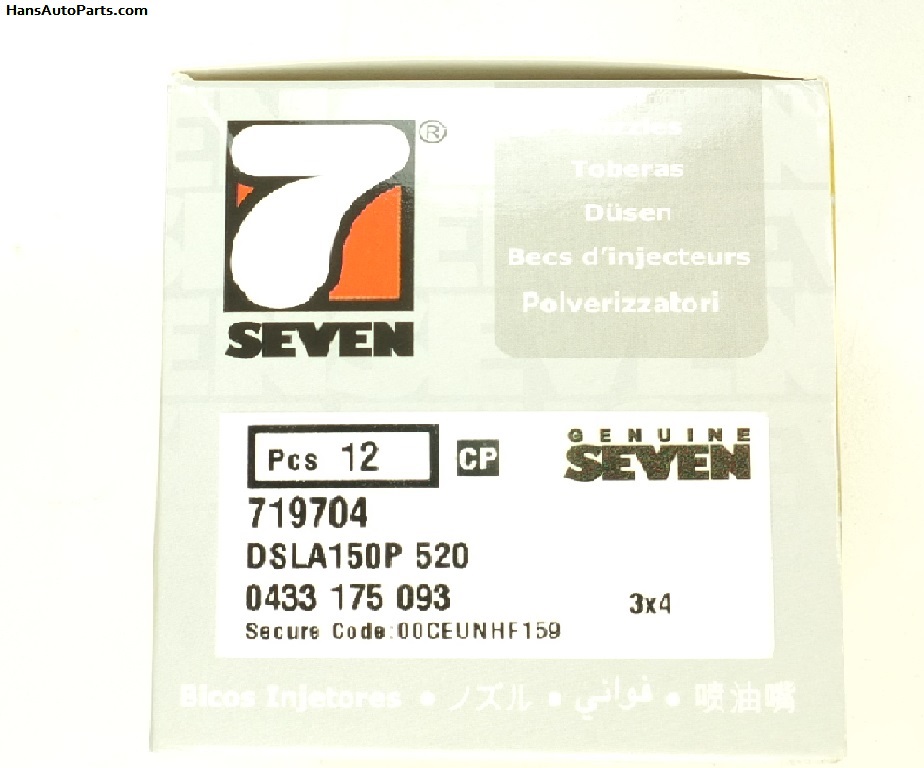 HansAutoParts.com
7®
SEVEN
Toberas
Düsen
Becs d'injecteurs
Polverizzatori
Pcs 12 CP
GENUINE
SEVEN
719704
DSLA150P 520
0433 175 093 3x4
Secure Code:00CEUNHF159
Bicos Injetores • ノズル • فواني • 喷油嘴